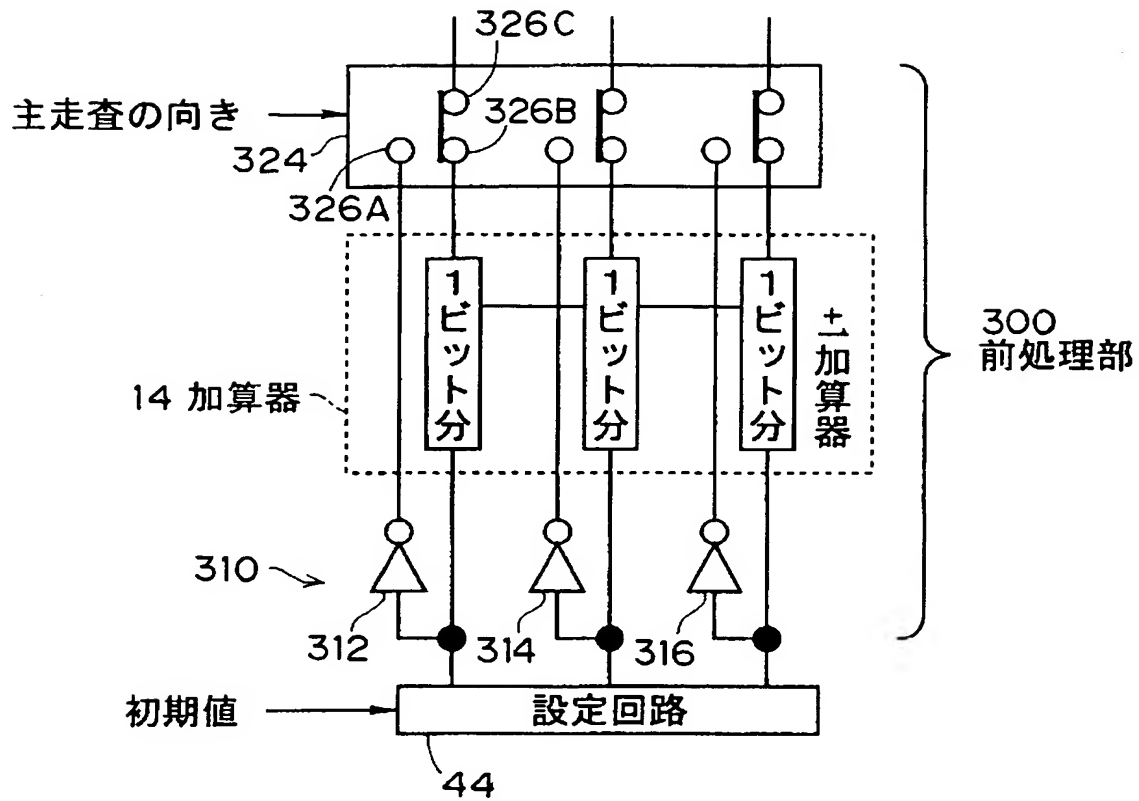 326C
主走査の向き
326B
324
326A
1ビット分
1ビット分
1ビット分
±1加算器
14 加算器
300
前処理部
310
312
314
316
初期値
設定回路
44